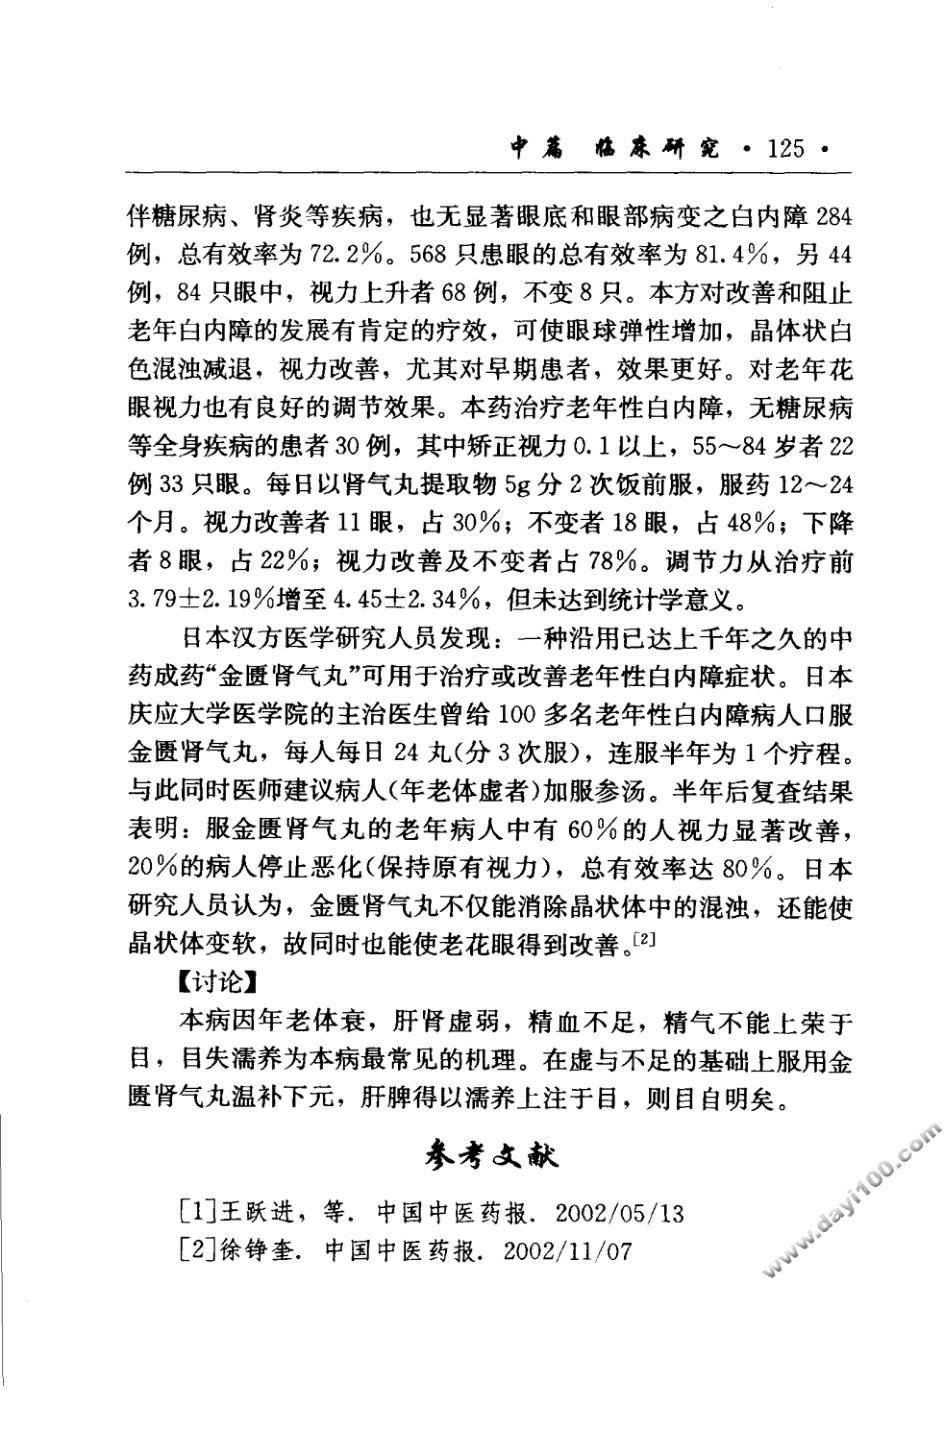 中篇 临床研究 · 125 ·
伴糖尿病、肾炎等疾病，也无显著眼底和眼部病变之白内障 284
例，总有效率为 72.2%。568 只患眼的总有效率为 81.4%，另 44
例，84 只眼中，视力上升者 68 例，不变 8 只。本方对改善和阻止
老年白内障的发展有肯定的疗效，可使眼球弹性增加，晶体状白
色混浊减退，视力改善，尤其对早期患者，效果更好。对老年花
眼视力也有良好的调节效果。本药治疗老年性白内障，无糖尿病
等全身疾病的患者 30 例，其中矫正视力 0.1 以上，55～84 岁者 22
例 33 只眼。每日以肾气丸提取物 5g 分 2 次饭前服，服药 12～24
个月。视力改善者 11 眼，占 30%；不变者 18 眼，占 48%；下降
者 8 眼，占 22%；视力改善及不变者占 78%。调节力从治疗前
3.79±2.19%增至 4.45±2.34%，但未达到统计学意义。
日本汉方医学研究人员发现：一种沿用已达上千年之久的中
药成药“金匮肾气丸”可用于治疗或改善老年性白内障症状。日本
庆应大学医学院的主治医生曾给 100 多名老年性白内障病人口服
金匮肾气丸，每人每日 24 丸(分 3 次服)，连服半年为 1 个疗程。
与此同时医师建议病人(年老体虚者)加服参汤。半年后复查结果
表明：服金匮肾气丸的老年病人中有 60%的人视力显著改善，
20%的病人停止恶化(保持原有视力)，总有效率达 80%。日本
研究人员认为，金匮肾气丸不仅能消除晶状体中的混浊，还能使
晶状体变软，故同时也能使老花眼得到改善。[2]
【讨论】
本病因年老体衰，肝肾虚弱，精血不足，精气不能上荣于
目，目失濡养为本病最常见的机理。在虚与不足的基础上服用金
匮肾气丸温补下元，肝脾得以濡养上注于目，则目自明矣。
参考文献
[1]王跃进，等．中国中医药报．2002/05/13
[2]徐铮奎．中国中医药报．2002/11/07
www.dayi100.com